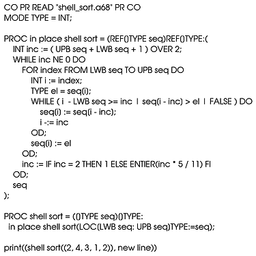 CO PR READ "shell_sort.a68" PR CO
MODE TYPE = INT;
PROC in place shell sort = (REF()TYPE seq)REF()TYPE:(
INT inc := ( UPB seq + LWB seq + 1 ) OVER 2;
WHILE inc NE 0 DO
FOR index FROM LWB seq TO UPB seq DO
INT i := index;
TYPE el = seq(i);
WHILE ( i - LWB seq >= inc | seq(i - inc) > el | FALSE ) DO
seq(i) := seq(i - inc);
i -:= inc
OD;
seq(i) := el
OD;
inc := IF inc = 2 THEN 1 ELSE ENTIER(inc * 5 / 11) FI
OD;
seq
);
PROC shell sort = (()TYPE seq)()TYPE:
in place shell sort(LOC(LWB seq: UPB seq)TYPE:=seq);
print((shell sort((2, 4, 3, 1, 2)), new line))